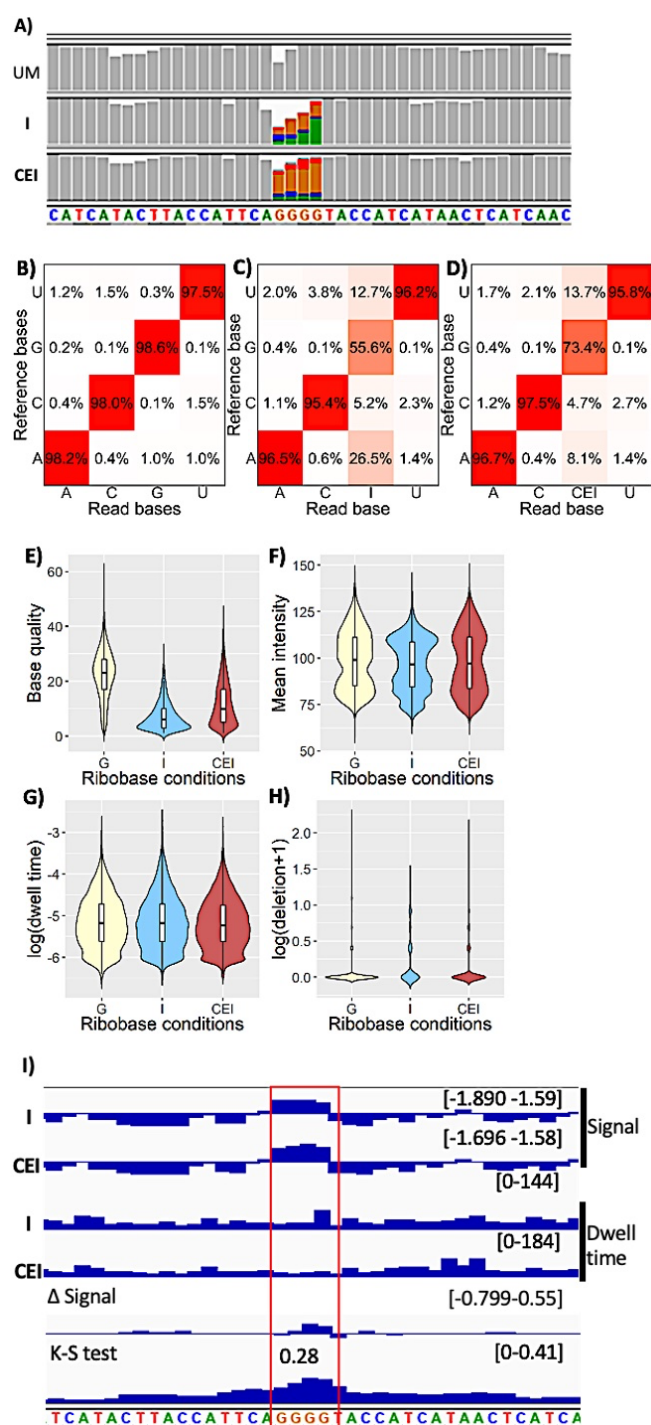 A)
UM
I
CEI
CATCATACTTACCATTCAGGGGTACCATCATAACTCATCAAC
B)
C)
D)
Reference bases
U 1.2% 1.5% 0.3% 97.5%
G 0.2% 0.1% 98.6% 0.1%
C 0.4% 98.0% 0.1% 1.5%
A 98.2% 0.4% 1.0% 1.0%
A C G U
Read bases
Reference base
U 2.0% 3.8% 12.7% 96.2%
G 0.4% 0.1% 55.6% 0.1%
C 1.1% 95.4% 5.2% 2.3%
A 96.5% 0.6% 26.5% 1.4%
A C I U
Read base
Reference base
U 1.7% 2.1% 13.7% 95.8%
G 0.4% 0.1% 73.4% 0.1%
C 1.2% 97.5% 4.7% 2.7%
A 96.7% 0.4% 8.1% 1.4%
A C CEI U
Read base
E)
Base quality
60
40
20
0
G I CEI
Ribobase conditions
F)
Mean intensity
150
125
100
75
50
G I CEI
Ribobase conditions
G)
log(dwell time)
-3
-4
-5
-6
G I CEI
Ribobase conditions
H)
log(deletion+1)
2.0
1.5
1.0
0.5
0.0
G I CEI
Ribobase conditions
I)
I
[-1.890 -1.59]
Signal
CEI
[-1.696 -1.58]
[0-144]
I
[0-184]
Dwell
time
CEI
Δ Signal
[-0.799-0.55]
K-S test
0.28
[0-0.41]
TCATACTTACCATTCAGGGGTACCATCATAACTCATCA